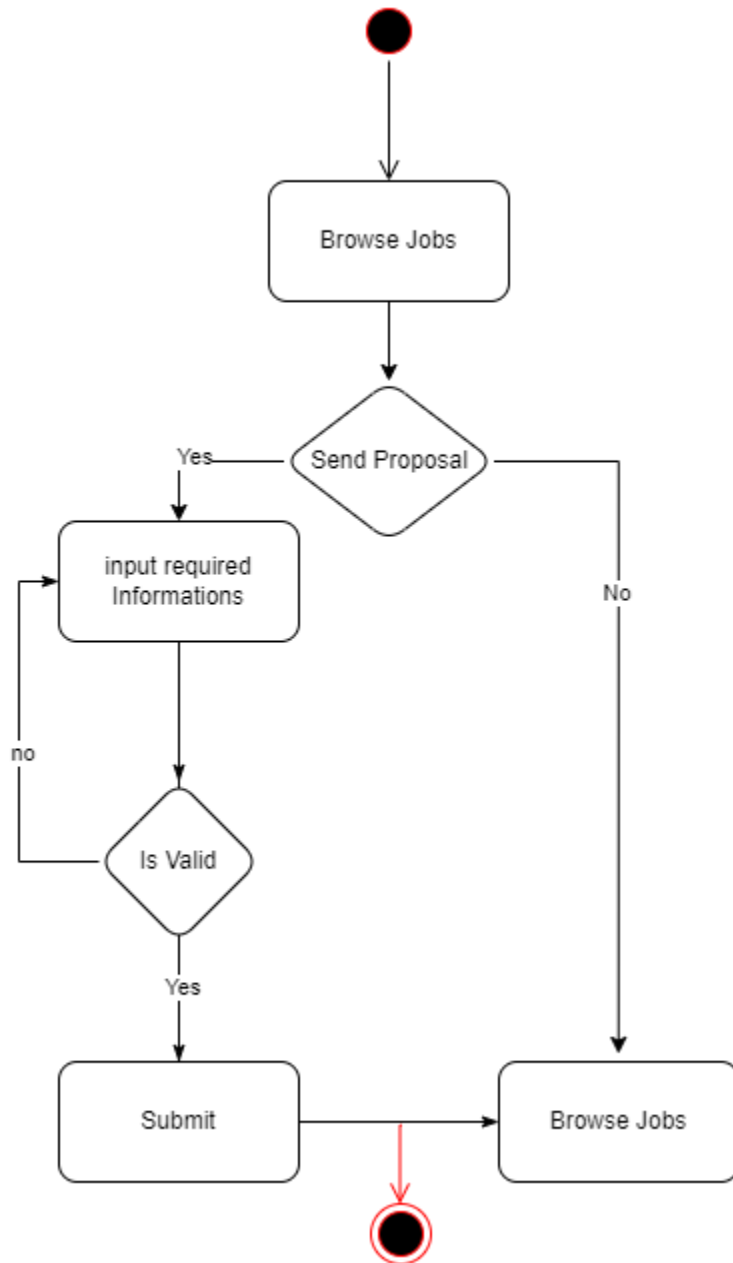 Browse Jobs
Send Proposal
Yes
input required
Informations
No
no
Is Valid
Yes
Submit
Browse Jobs